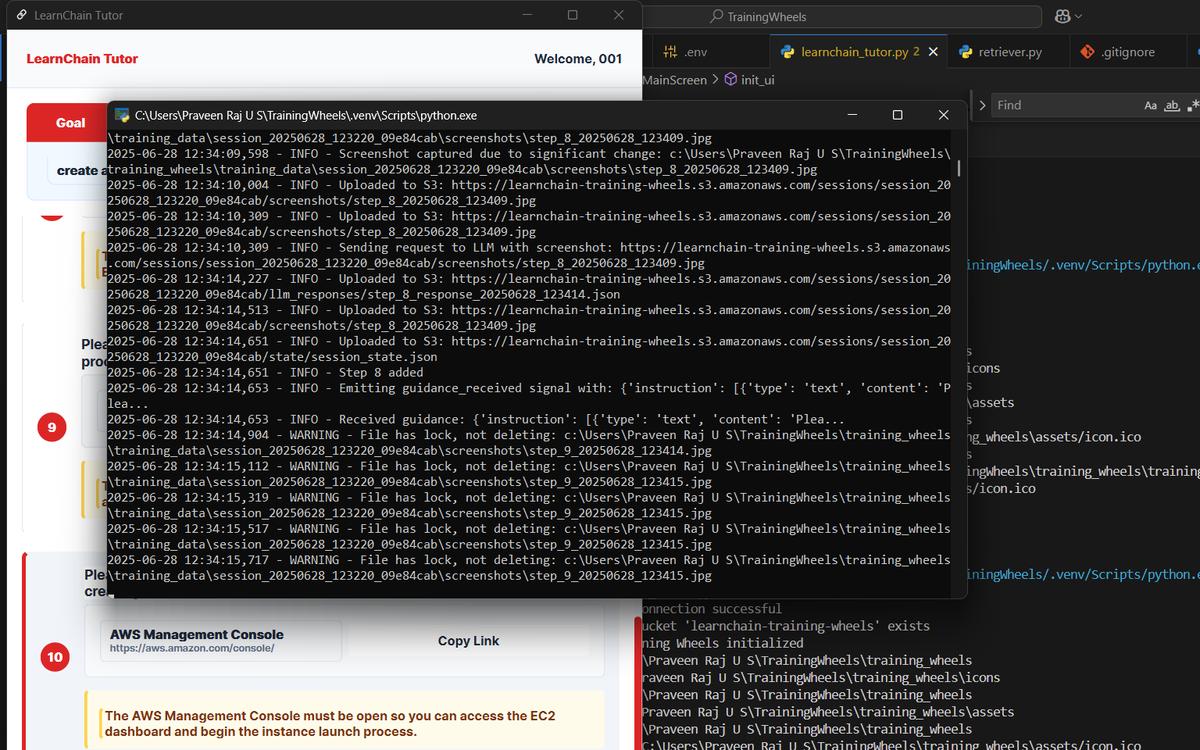 LearnChain Tutor
TrainingWheels
LearnChain Tutor
Welcome, 001
.env
learnchain_tutor.py 2
retriever.py
.gitignore
MainScreen > init_ui
Find
Aa
ab
Goal
create a
C:\Users\Praveen Raj U S\TrainingWheels\.venv\Scripts\python.exe
\training_data\session_20250628_123220_09e84cab\screenshots\step_8_20250628_123409.jpg
2025-06-28 12:34:09,598 - INFO - Screenshot captured due to significant change: c:\Users\Praveen Raj U S\TrainingWheels\
training_wheels\training_data\session_20250628_123220_09e84cab\screenshots\step_8_20250628_123409.jpg
2025-06-28 12:34:10,004 - INFO - Uploaded to S3: https://learnchain-training-wheels.s3.amazonaws.com/sessions/session_20
250628_123220_09e84cab/screenshots/step_8_20250628_123409.jpg
2025-06-28 12:34:10,309 - INFO - Uploaded to S3: https://learnchain-training-wheels.s3.amazonaws.com/sessions/session_20
250628_123220_09e84cab/screenshots/step_8_20250628_123409.jpg
2025-06-28 12:34:10,309 - INFO - Sending request to LLM with screenshot: https://learnchain-training-wheels.s3.amazonaws
.com/sessions/session_20250628_123220_09e84cab/screenshots/step_8_20250628_123409.jpg
2025-06-28 12:34:14,227 - INFO - Uploaded to S3: https://learnchain-training-wheels.s3.amazonaws.com/sessions/session_20
250628_123220_09e84cab/llm_responses/step_8_response_20250628_123414.json
2025-06-28 12:34:14,513 - INFO - Uploaded to S3: https://learnchain-training-wheels.s3.amazonaws.com/sessions/session_20
250628_123220_09e84cab/screenshots/step_8_20250628_123409.jpg
2025-06-28 12:34:14,651 - INFO - Uploaded to S3: https://learnchain-training-wheels.s3.amazonaws.com/sessions/session_20
250628_123220_09e84cab/state/session_state.json
2025-06-28 12:34:14,651 - INFO - Step 8 added
2025-06-28 12:34:14,653 - INFO - Emitting guidance_received signal with: {'instruction': [{'type': 'text', 'content': 'P
lea...
2025-06-28 12:34:14,653 - INFO - Received guidance: {'instruction': [{'type': 'text', 'content': 'Plea...
2025-06-28 12:34:14,904 - WARNING - File has lock, not deleting: c:\Users\Praveen Raj U S\TrainingWheels\training_wheels
\training_data\session_20250628_123220_09e84cab\screenshots\step_9_20250628_123414.jpg
2025-06-28 12:34:15,112 - WARNING - File has lock, not deleting: c:\Users\Praveen Raj U S\TrainingWheels\training_wheels
\training_data\session_20250628_123220_09e84cab\screenshots\step_9_20250628_123415.jpg
2025-06-28 12:34:15,319 - WARNING - File has lock, not deleting: c:\Users\Praveen Raj U S\TrainingWheels\training_wheels
\training_data\session_20250628_123220_09e84cab\screenshots\step_9_20250628_123415.jpg
2025-06-28 12:34:15,517 - WARNING - File has lock, not deleting: c:\Users\Praveen Raj U S\TrainingWheels\training_wheels
\training_data\session_20250628_123220_09e84cab\screenshots\step_9_20250628_123415.jpg
2025-06-28 12:34:15,717 - WARNING - File has lock, not deleting: c:\Users\Praveen Raj U S\TrainingWheels\training_wheels
\training_data\session_20250628_123220_09e84cab\screenshots\step_9_20250628_123415.jpg
ningWheels/.venv/Scripts/python.e
s
icons
s
\assets
s
ng_wheels\assets/icon.ico
s
ingWheels\training_wheels\training
s/icon.ico
ningWheels/.venv/Scripts/python.e
Plea
proc
9
Plea
crea
10
AWS Management Console
https://aws.amazon.com/console/
Copy Link
The AWS Management Console must be open so you can access the EC2
dashboard and begin the instance launch process.
onnection successful
ucket 'learnchain-training-wheels' exists
ning Wheels initialized
\Praveen Raj U S\TrainingWheels\training_wheels
raveen Raj U S\TrainingWheels\training_wheels\icons
\Praveen Raj U S\TrainingWheels\training_wheels
Praveen Raj U S\TrainingWheels\training_wheels\assets
\Praveen Raj U S\TrainingWheels\training_wheels
C:\Users\Praveen Raj U S\TrainingWheels\training_wheels\assets/icon.ico